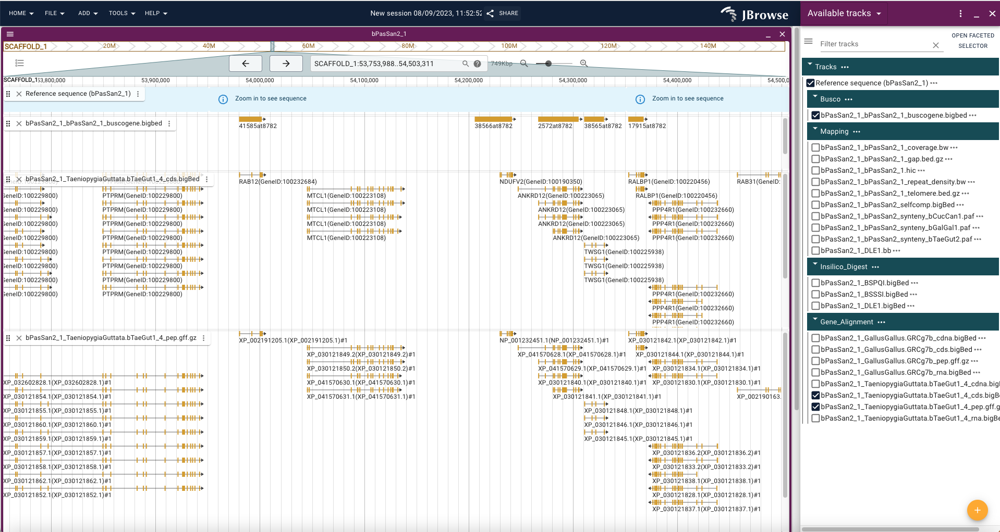 HOME FILE ADD TOOLS HELP New session 08/09/2023, 11:52:52 SHARE JBrowse
bPasSan2_1
SCAFFOLD_1 20M 40M 60M 80M 100M 120M 140M
SCAFFOLD_1:53,753,988..54,503,311 749Kbp
SCAFFOLD_1 53,800,000 53,900,000 54,000,000 54,100,000 54,200,000 54,300,000 54,400,000 54,500,0
Reference sequence (bPasSan2_1) Zoom in to see sequence Zoom in to see sequence
bPasSan2_1_bPasSan2_1_buscogene.bigbed
41585at8782 38566at8782 2572at8782 38565at8782 17915at8782
bPasSan2_1_TaeniopygiaGuttata.bTaeGut1_4_cds.bigBed
RAB12(GeneID:100232684) NDUFV2(GeneID:100190350) RALBP1(GeneID:100220456) RAB31(GeneID:
GeneID:100229800) PTPRM(GeneID:100229800) MTCL1(GeneID:100223108) ANKRD12(GeneID:100223065) RALBP1(GeneID:100220456)
GeneID:100229800) PTPRM(GeneID:100229800) MTCL1(GeneID:100223108) ANKRD12(GeneID:100223065) PPP4R1(GeneID:100232660)
GeneID:100229800) PTPRM(GeneID:100229800) MTCL1(GeneID:100223108) ANKRD12(GeneID:100223065) PPP4R1(GeneID:100232660)
GeneID:100229800) PTPRM(GeneID:100229800) MTCL1(GeneID:100223108) ANKRD12(GeneID:100223065) PPP4R1(GeneID:100232660)
GeneID:100229800) PTPRM(GeneID:100229800) TWSG1(GeneID:100225938)
GeneID:100229800) PTPRM(GeneID:100229800) TWSG1(GeneID:100225938)
GeneID:100229800) PTPRM(GeneID:100229800) TWSG1(GeneID:100225938)
GeneID:100229800) PTPRM(GeneID:100229800) PPP4R1(GeneID:100232660)
PPP4R1(GeneID:100232660)
PPP4R1(GeneID:100232660)
bPasSan2_1_TaeniopygiaGuttata.bTaeGut1_4_pep.gff.gz
XP_002191205.1(XP_002191205.1)#1 NP_001232451.1(NP_001232451.1)#1 XP_030121842.1(XP_030121842.1)#1
XP_030121849.2(XP_030121849.2)#1 XP_041570628.1(XP_041570628.1)#1 XP_030121844.1(XP_030121844.1)#1
XP_030121850.2(XP_030121850.2)#1 XP_041570629.1(XP_041570629.1)#1 XP_030121834.1(XP_030121834.1)#1
XP_032602828.1(XP_032602828.1)#1 XP_041570630.1(XP_041570630.1)#1 XP_030121840.1(XP_030121840.1)#1 XP_030121830.1(XP_030121830.1)#1
XP_030121854.1(XP_030121854.1)#1 XP_041570631.1(XP_041570631.1)#1 XP_030121841.1(XP_030121841.1)#1 XP_002190163.
XP_030121855.1(XP_030121855.1)#1 XP_030121848.1(XP_030121848.1)#1
XP_030121860.1(XP_030121860.1)#1 XP_030121846.1(XP_030121846.1)#1
XP_030121859.1(XP_030121859.1)#1 XP_030121845.1(XP_030121845.1)#1
XP_030121857.1(XP_030121857.1)#1 XP_030121836.2(XP_030121836.2)#1
XP_030121858.1(XP_030121858.1)#1 XP_030121833.2(XP_030121833.2)#1
XP_030121862.1(XP_030121862.1)#1 XP_030121838.1(XP_030121838.1)#1
XP_030121852.1(XP_030121852.1)#1 XP_030121828.1(XP_030121828.1)#1
XP_030121837.1(XP_030121837.1)#1
Available tracks
Filter tracks
OPEN FACETED
SELECTOR
Tracks
Reference sequence (bPasSan2_1)
Busco
bPasSan2_1_bPasSan2_1_buscogene.bigbed
Mapping
bPasSan2_1_bPasSan2_1_coverage.bw
bPasSan2_1_bPasSan2_1_gap.bed.gz
bPasSan2_1_bPasSan2_1.hic
bPasSan2_1_bPasSan2_1_repeat_density.bw
bPasSan2_1_bPasSan2_1_telomere.bed.gz
bPasSan2_1_bPasSan2_selfcomp.bigBed
bPasSan2_1_bPasSan2_synteny_bCucCan1.paf
bPasSan2_1_bPasSan2_synteny_bGalGal1.paf
bPasSan2_1_bPasSan2_synteny_bTaeGut2.paf
bPasSan2_1_DLE1.bb
Insilico_Digest
bPasSan2_1_BSPQI.bigBed
bPasSan2_1_BSSSI.bigBed
bPasSan2_1_DLE1.bigBed
Gene_Alignment
bPasSan2_1_GallusGallus.GRCg7b_cdna.bigBed
bPasSan2_1_GallusGallus.GRCg7b_cds.bigBed
bPasSan2_1_GallusGallus.GRCg7b_pep.gff.gz
bPasSan2_1_GallusGallus.GRCg7b_rna.bigBed
bPasSan2_1_TaeniopygiaGuttata.bTaeGut1_4_cdna.bigl
bPasSan2_1_TaeniopygiaGuttata.bTaeGut1_4_cds.bigBe
bPasSan2_1_TaeniopygiaGuttata.bTaeGut1_4_pep.gff.g
bPasSan2_1_TaeniopygiaGuttata.bTaeGut1_4_rna.bigBe